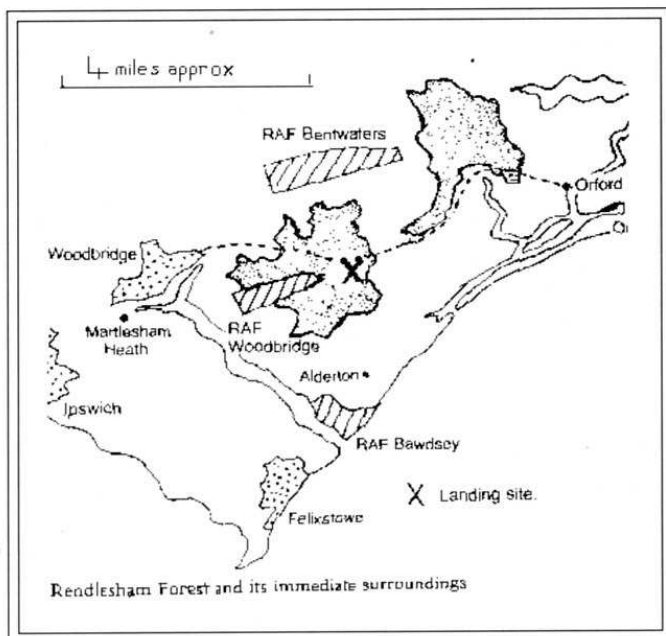 4 miles approx
RAF Bentwaters
Orford
Woodbridge
Martlesham
Heath
RAF
Woodbridge
Alderton
Ipswich
RAF Bawdsey
X Landing site.
Felixstowe
Rendlesham Forest and its immediate surroundings